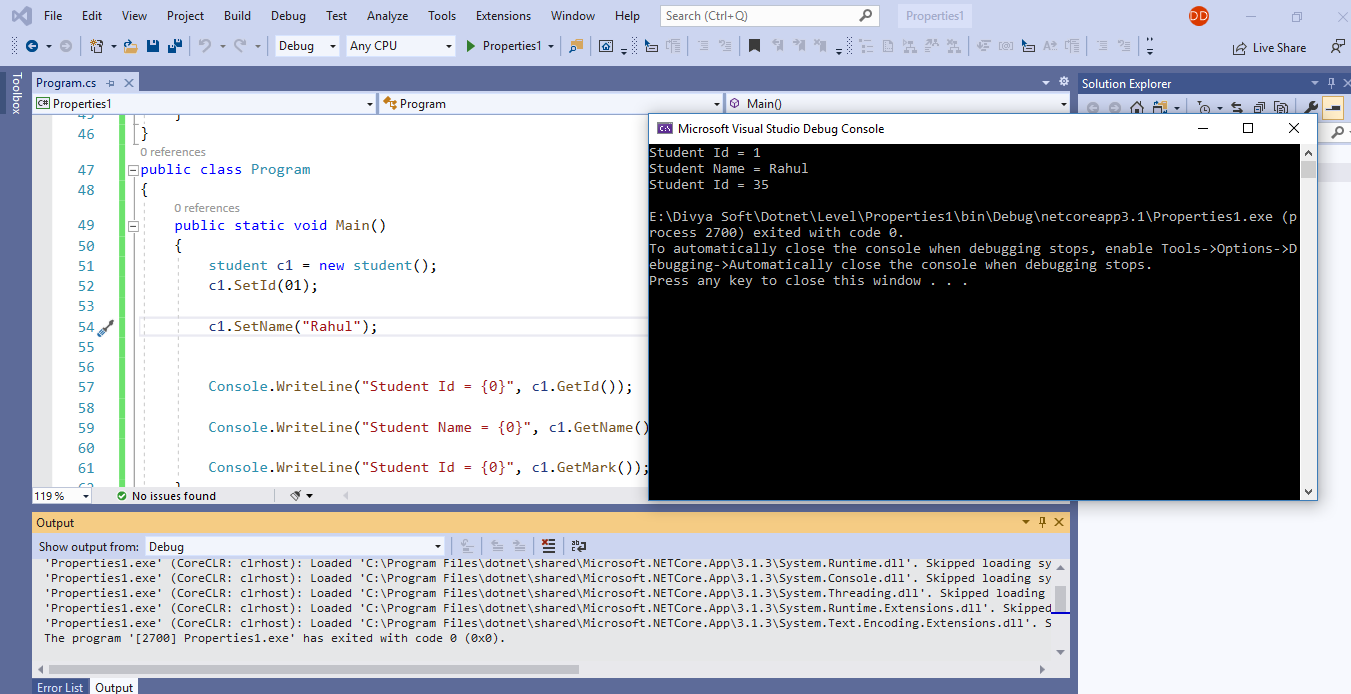 File Edit View Project Build Debug Test Analyze Tools Extensions Window Help Search (Ctrl+Q) Properties1 DD
Debug Any CPU Properties1 Live Share
Toolbox
Program.cs
Properties1 Program Main()
Solution Explorer
46 }
0 references
47 public class Program
48 {
0 references
49 public static void Main()
50 {
51 student c1 = new student();
52 c1.SetId(01);
53
54 c1.SetName("Rahul");
55
56
57 Console.WriteLine("Student Id = {0}", c1.GetId());
58
59 Console.WriteLine("Student Name = {0}", c1.GetName()
60
61 Console.WriteLine("Student Id = {0}", c1.GetMark());
119 % No issues found
Microsoft Visual Studio Debug Console
Student Id = 1
Student Name = Rahul
Student Id = 35
E:\Divya Soft\Dotnet\Level\Properties1\bin\Debug\netcoreapp3.1\Properties1.exe (p
rocess 2700) exited with code 0.
To automatically close the console when debugging stops, enable Tools->Options->D
ebugging->Automatically close the console when debugging stops.
Press any key to close this window . . .
Output
Show output from: Debug
'Properties1.exe' (CoreCLR: clrhost): Loaded 'C:\Program Files\dotnet\shared\Microsoft.NETCore.App\3.1.3\System.Runtime.dll'. Skipped loading sy
'Properties1.exe' (CoreCLR: clrhost): Loaded 'C:\Program Files\dotnet\shared\Microsoft.NETCore.App\3.1.3\System.Console.dll'. Skipped loading sy
'Properties1.exe' (CoreCLR: clrhost): Loaded 'C:\Program Files\dotnet\shared\Microsoft.NETCore.App\3.1.3\System.Threading.dll'. Skipped loading
'Properties1.exe' (CoreCLR: clrhost): Loaded 'C:\Program Files\dotnet\shared\Microsoft.NETCore.App\3.1.3\System.Runtime.Extensions.dll'. Skipped
'Properties1.exe' (CoreCLR: clrhost): Loaded 'C:\Program Files\dotnet\shared\Microsoft.NETCore.App\3.1.3\System.Text.Encoding.Extensions.dll'. S
The program '[2700] Properties1.exe' has exited with code 0 (0x0).
Error List Output